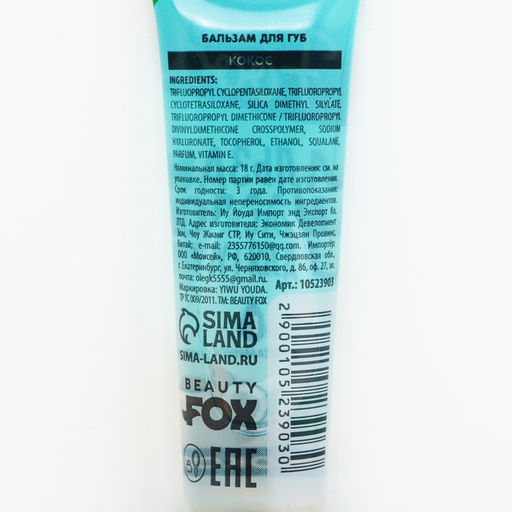 БАЛЬЗАМ ДЛЯ ГУБ
КОКОС
INGREDIENTS:
TRIFLUOROPROPYL CYCLOPENTASILOXANE, TRIFLUOROPROPYL
CYCLOTETRASILOXANE, SILICA DIMETHYL SILYLATE,
TRIFLUOROPROPYL DIMETHICONE / TRIFLUOROPROPYL
DIVINYLDIMETHICONE CROSSPOLYMER, SODIUM
HYALURONATE, TOCOPHEROL, ETHANOL, SQUALANE,
PARFUM, VITAMIN E.
Номинальная масса: 18 г. Дата изготовления: см. на
упаковке. Номер партии равен дате изготовления.
Срок годности: 3 года. Противопоказание:
индивидуальная непереносимость ингредиентов.
Изготовитель: Иу Йоуда Импорт энд Экспорт Ко,
ЛТД. Адрес изготовителя: Экономик Девелопмент
Зон, Чоу Жианг СТР, Иу Сити, Чжэцзян Провинс,
Китай; e-mail: 2355776150@qq.com. Импортёр:
ООО «Моисей», РФ, 620010, Свердловская обл.,
г. Екатеринбург, ул. Черняховского, д. 86, оф. 27, эл.
почта: olegk5555@gmail.com
Маркировка: YIWU YOUDA.
ТР ТС 009/2011. ТМ: BEAUTY FOX
Арт.: 10523903
SIMA
LAND
SIMA-LAND.RU
BEAUTY
FOX
EAC
2900105239030